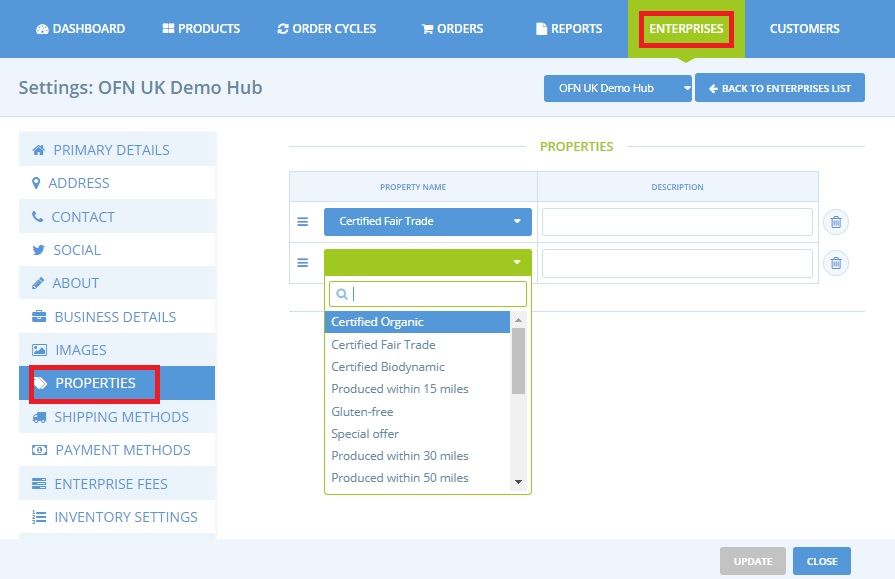 DASHBOARD PRODUCTS ORDER CYCLES ORDERS REPORTS ENTERPRISES CUSTOMERS
Settings: OFN UK Demo Hub
OFN UK Demo Hub
BACK TO ENTERPRISES LIST
PRIMARY DETAILS
ADDRESS
CONTACT
SOCIAL
ABOUT
BUSINESS DETAILS
IMAGES
PROPERTIES
SHIPPING METHODS
PAYMENT METHODS
ENTERPRISE FEES
INVENTORY SETTINGS
PROPERTIES
PROPERTY NAME DESCRIPTION
Certified Fair Trade
Certified Organic
Certified Fair Trade
Certified Biodynamic
Produced within 15 miles
Gluten-free
Special offer
Produced within 30 miles
Produced within 50 miles
UPDATE CLOSE